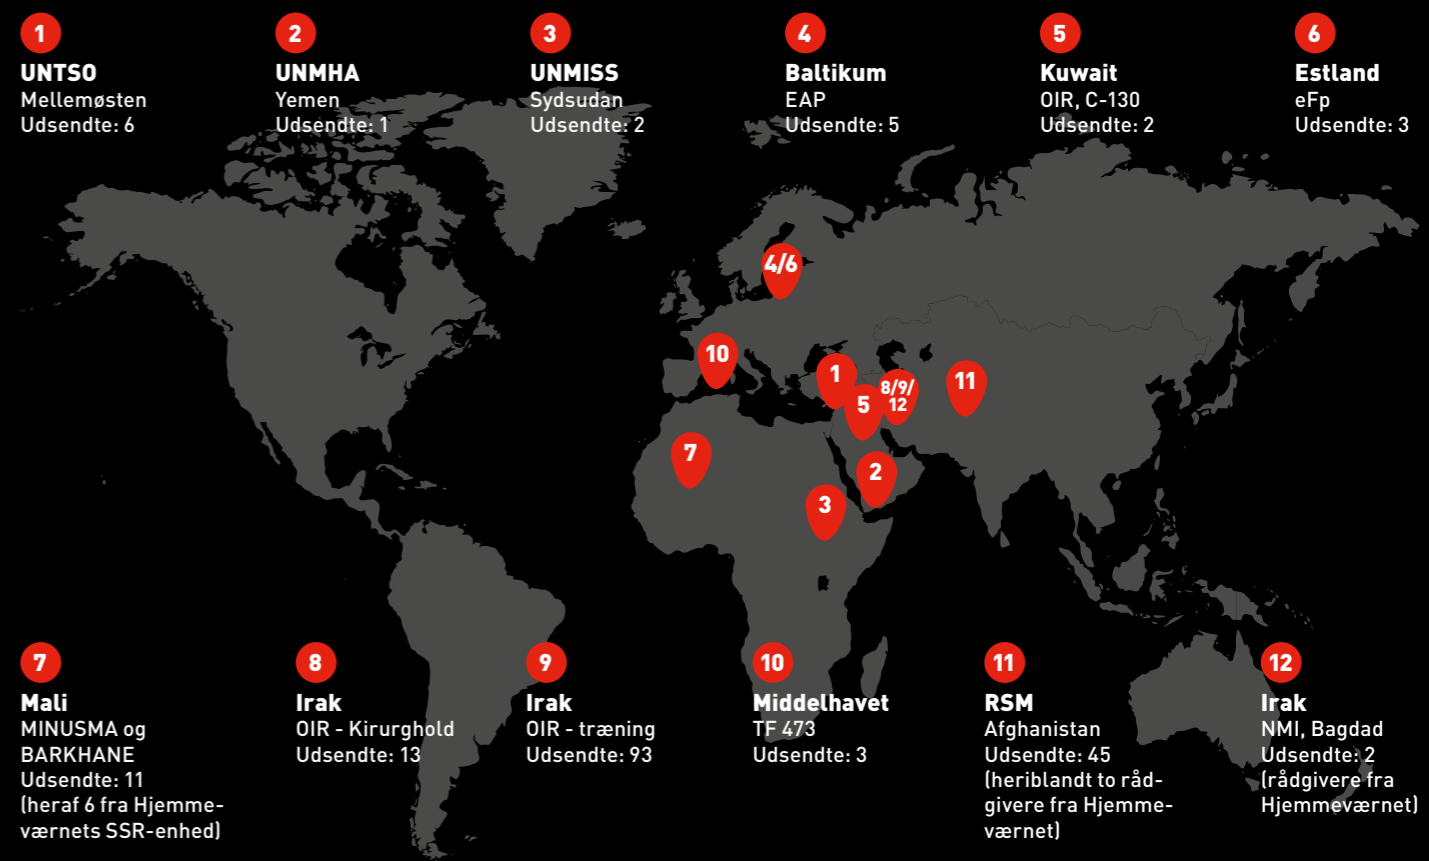 1
UNTSO
Mellemøsten
Udsendte: 6
2
UNMHA
Yemen
Udsendte: 1
3
UNMISS
Sydsudan
Udsendte: 2
4
Baltikum
EAP
Udsendte: 5
5
Kuwait
OIR, C-130
Udsendte: 2
6
Estland
eFp
Udsendte: 3
4/6
10
1
5
8/9/
12
11
7
2
3
7
Mali
MINUSMA og
BARKHANE
Udsendte: 11
(heraf 6 fra Hjemme-
værnets SSR-enhed)
8
Irak
OIR - Kirurghold
Udsendte: 13
9
Irak
OIR - træning
Udsendte: 93
10
Middelhavet
TF 473
Udsendte: 3
11
RSM
Afghanistan
Udsendte: 45
(heriblandt to råd-
givere fra Hjemme-
værnet)
12
Irak
NMI, Bagdad
Udsendte: 2
(rådgivere fra
Hjemmeværnet)